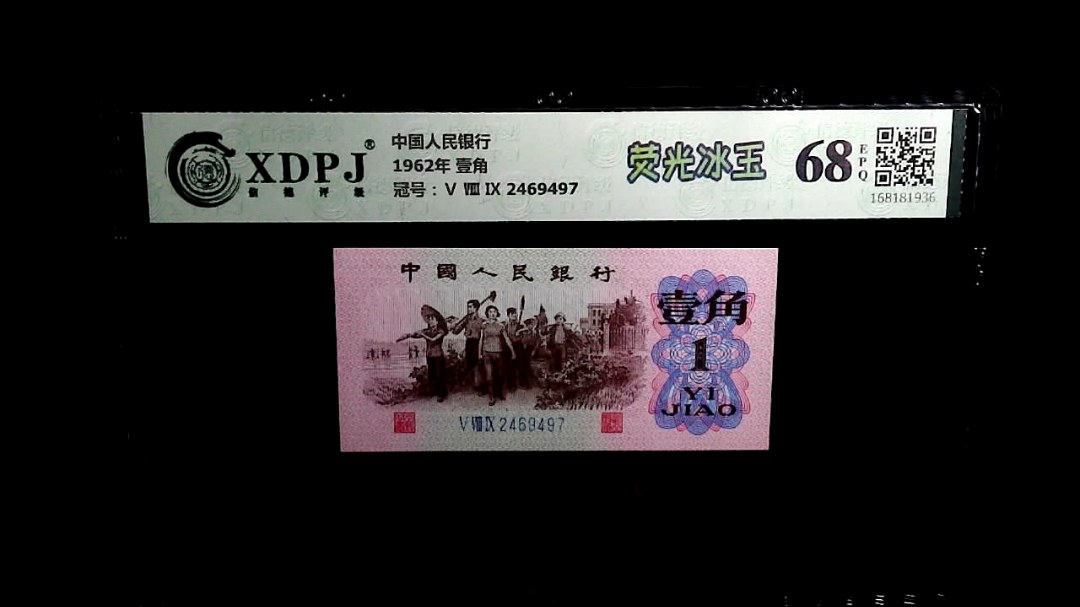 XDPJ®
中国人民银行
1962年 壹角
冠号：V Ⅷ Ⅸ 2469497
荧光冰玉
68
EPQ
168181936
中國人民銀行
壹角
1
YI
JIAO
V Ⅷ Ⅸ 2469497